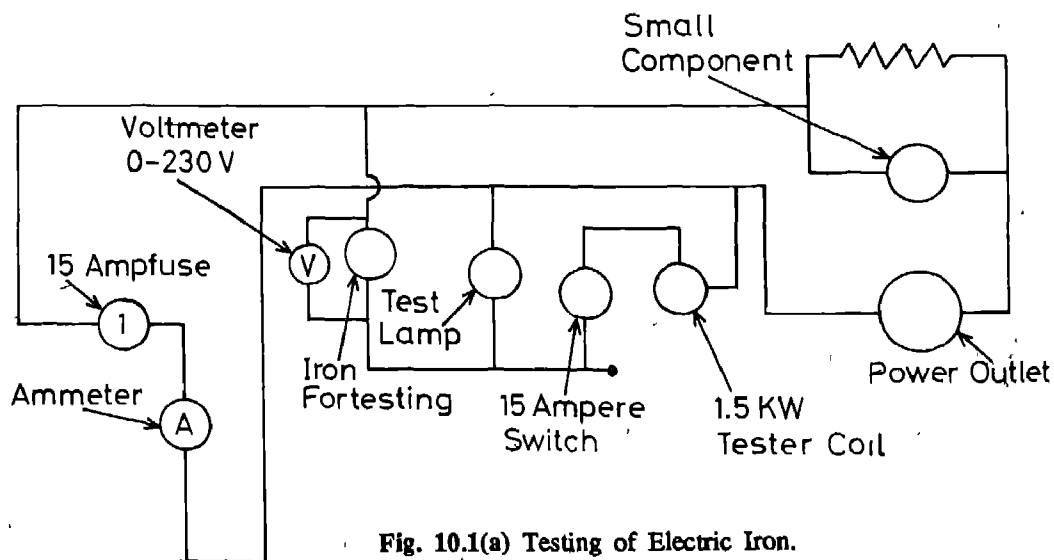 Small
Component
Voltmeter
0-230 V
15 Ampfuse
1
V
Test
Lamp
Iron
Fortesting
Ammeter
A
15 Ampere
Switch
1.5 KW
Tester Coil
Power Outlet
Fig. 10.1(a) Testing of Electric Iron.